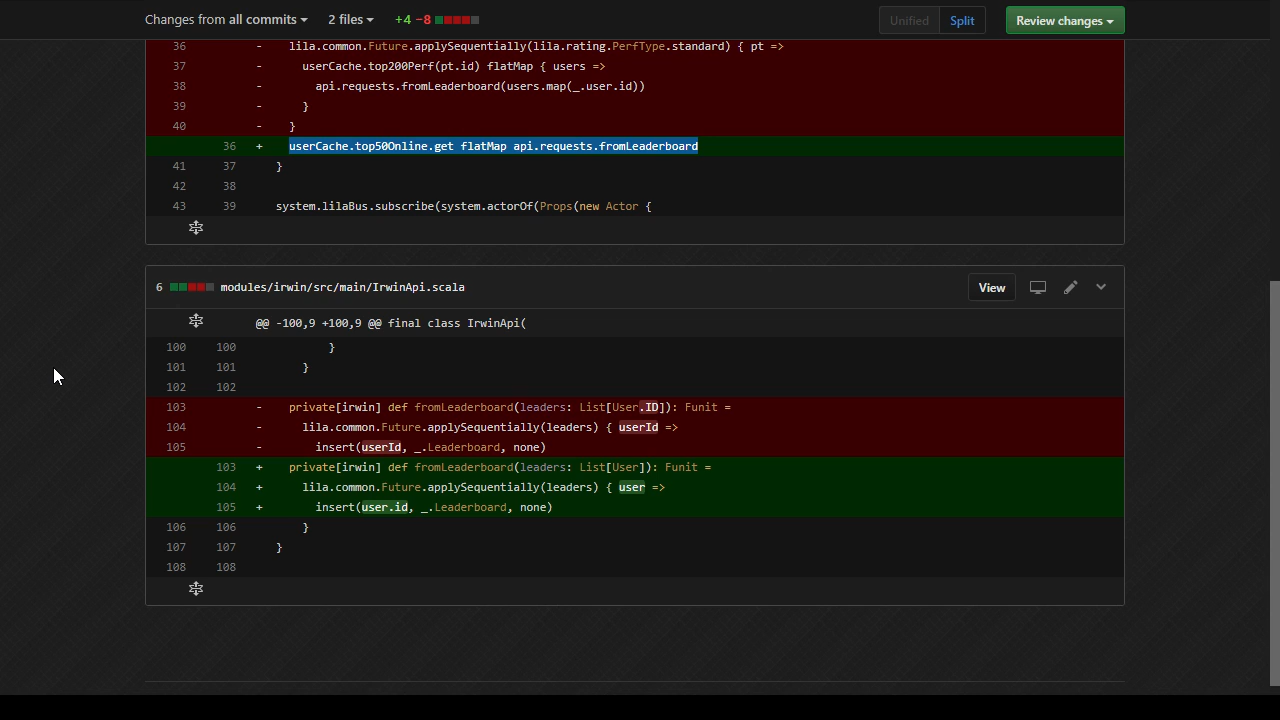 Changes from all commits 2 files +4 −8 Unified Split Review changes
36 - lila.common.Future.applySequentially(lila.rating.PerfType.standard) { pt =>
37 - userCache.top200Perf(pt.id) flatMap { users =>
38 - api.requests.fromLeaderboard(users.map(_.user.id))
39 - }
40 - }
36 + userCache.top50Online.get flatMap api.requests.fromLeaderboard
41 37 }
42 38
43 39 system.lilaBus.subscribe(system.actorOf(Props(new Actor {
6 modules/irwin/src/main/IrwinApi.scala View
@@ -100,9 +100,9 @@ final class IrwinApi(
100 100 }
101 101 }
102 102
103 - private[irwin] def fromLeaderboard(leaders: List[User.ID]): Funit =
104 - lila.common.Future.applySequentially(leaders) { userId =>
105 - insert(userId, _.Leaderboard, none)
103 + private[irwin] def fromLeaderboard(leaders: List[User]): Funit =
104 + lila.common.Future.applySequentially(leaders) { user =>
105 + insert(user.id, _.Leaderboard, none)
106 106 }
107 107 }
108 108